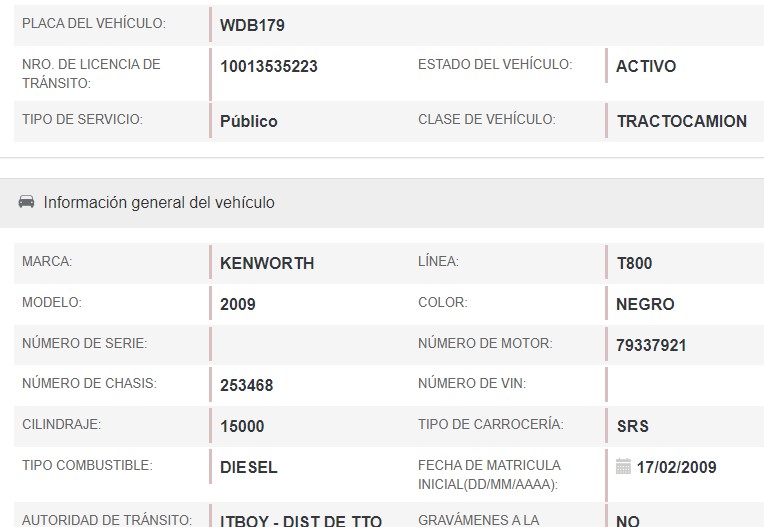 PLACA DEL VEHÍCULO: WDB179
NRO. DE LICENCIA DE TRÁNSITO: 10013535223 ESTADO DEL VEHÍCULO: ACTIVO
TIPO DE SERVICIO: Público CLASE DE VEHÍCULO: TRACTOCAMION
Información general del vehículo
MARCA: KENWORTH LÍNEA: T800
MODELO: 2009 COLOR: NEGRO
NÚMERO DE SERIE: NÚMERO DE MOTOR: 79337921
NÚMERO DE CHASIS: 253468 NÚMERO DE VIN:
CILINDRAJE: 15000 TIPO DE CARROCERÍA: SRS
TIPO COMBUSTIBLE: DIESEL FECHA DE MATRICULA INICIAL(DD/MM/AAAA): 17/02/2009
AUTORIDAD DE TRÁNSITO: ITBOY - DIST DE TTO GRAVÁMENES A LA NO